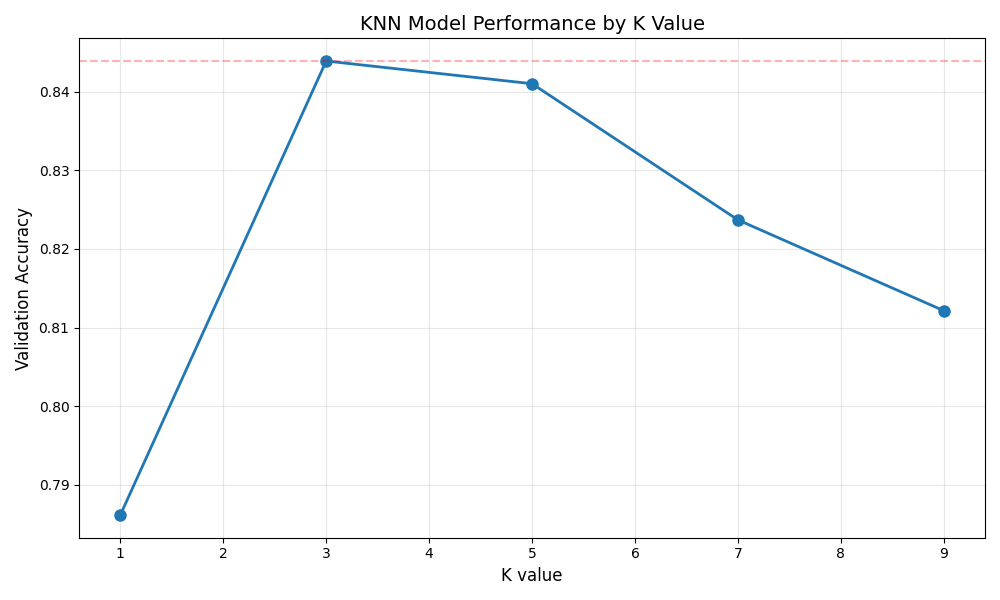 KNN Model Performance by K Value
Validation Accuracy
0.84
0.83
0.82
0.81
0.80
0.79
1 2 3 4 5 6 7 8 9
K value